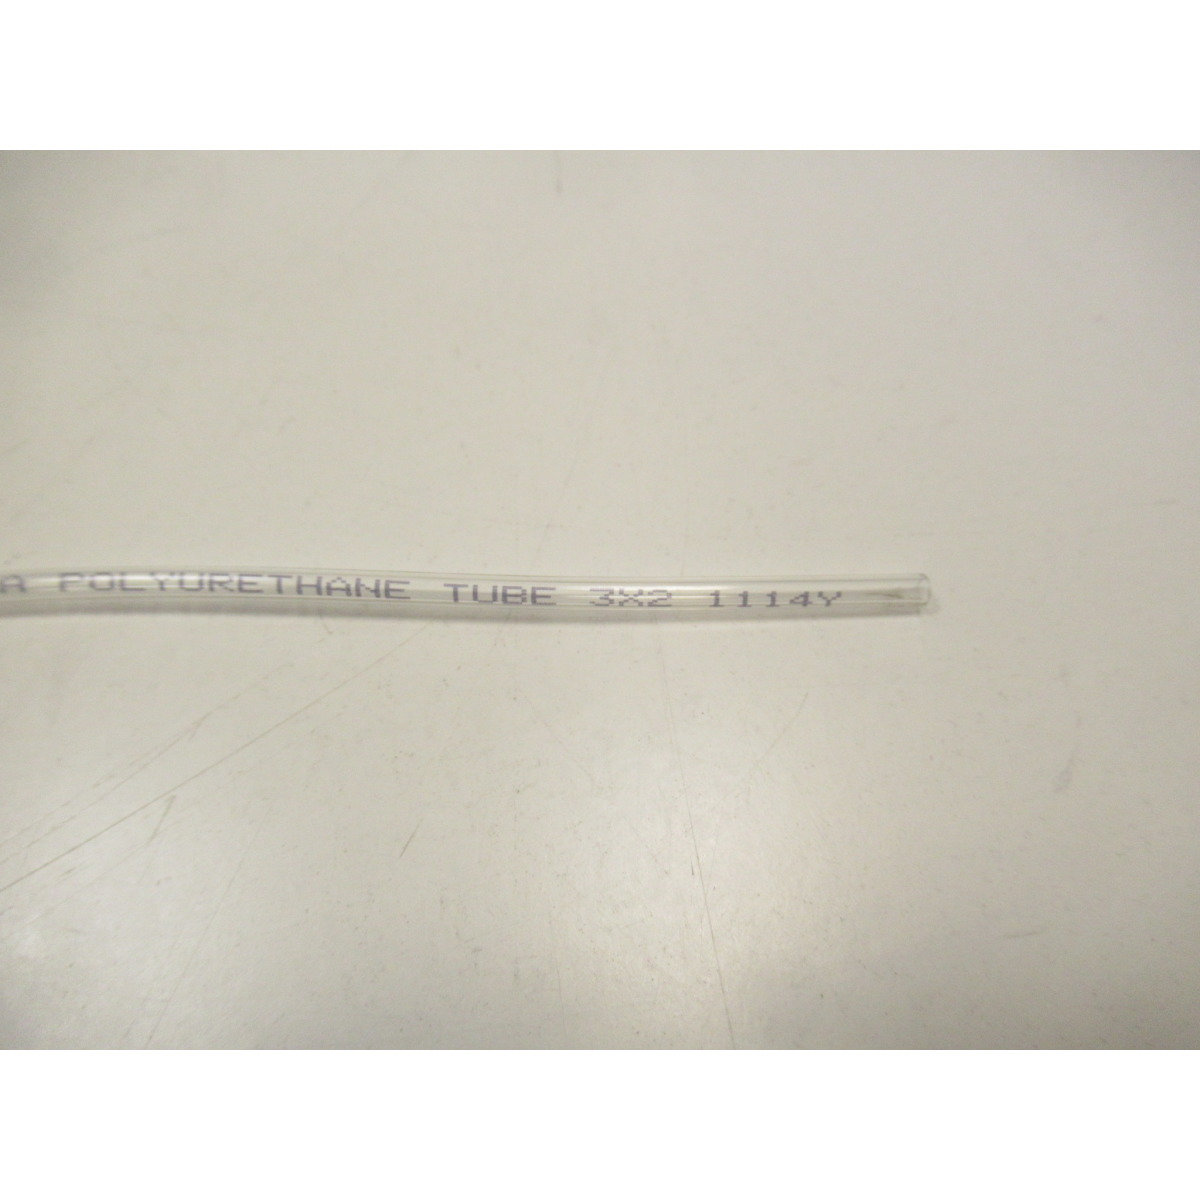 A POLYURETHANE TUBE 3X2 1114Y